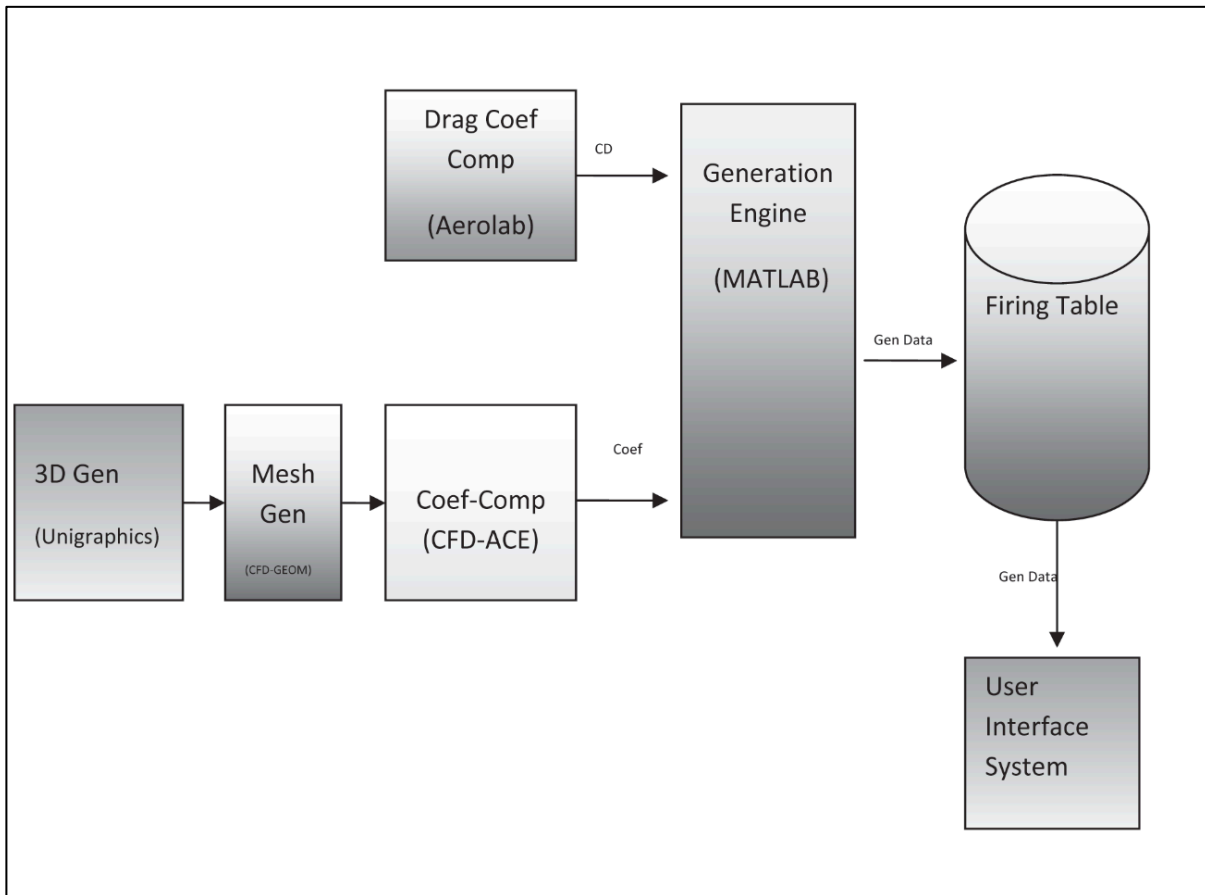 Drag Coef
Comp
(Aerolab)
CD
Generation
Engine
(MATLAB)
Firing Table
Gen Data
3D Gen
(Unigraphics)
Mesh
Gen
(CFD-GEOM)
Coef-Comp
(CFD-ACE)
Coef
Gen Data
User
Interface
System